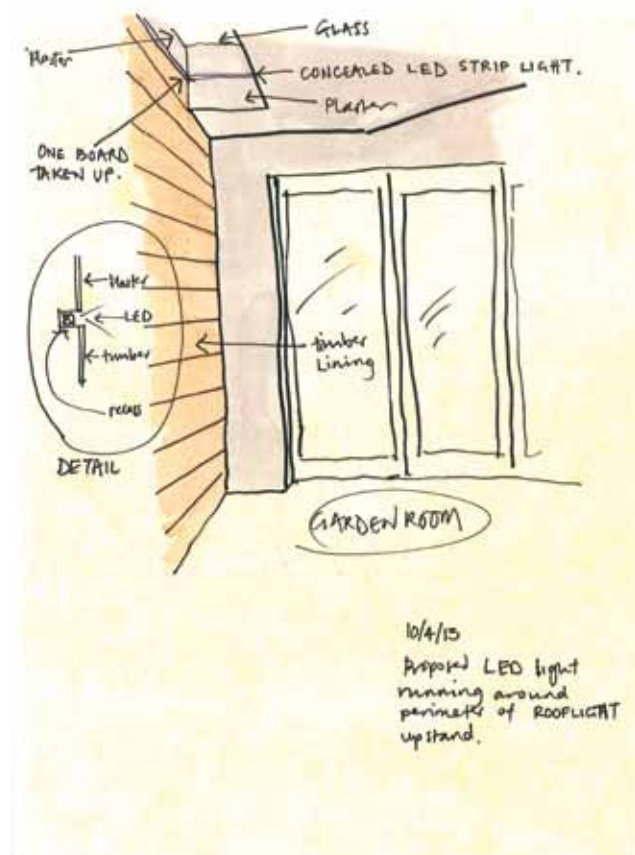 GLASS
Plaster
CONCEALED LED STRIP LIGHT.
Plaster
ONE BOARD
TAKEN UP.
Plaster
LED
timber
recess
DETAIL
timber
Lining
GARDEN ROOM
10/4/13
Proposed LED light
running around
perimeter of ROOFLIGHT
upstand.